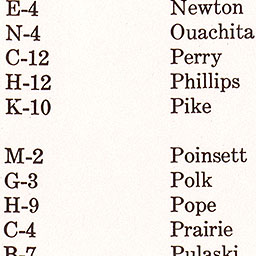 E-4 Newton
N-4 Ouachita
C-12 Perry
H-12 Phillips
K-10 Pike
M-2 Poinsett
G-3 Polk
H-9 Pope
C-4 Prairie
B-7 Pulaski